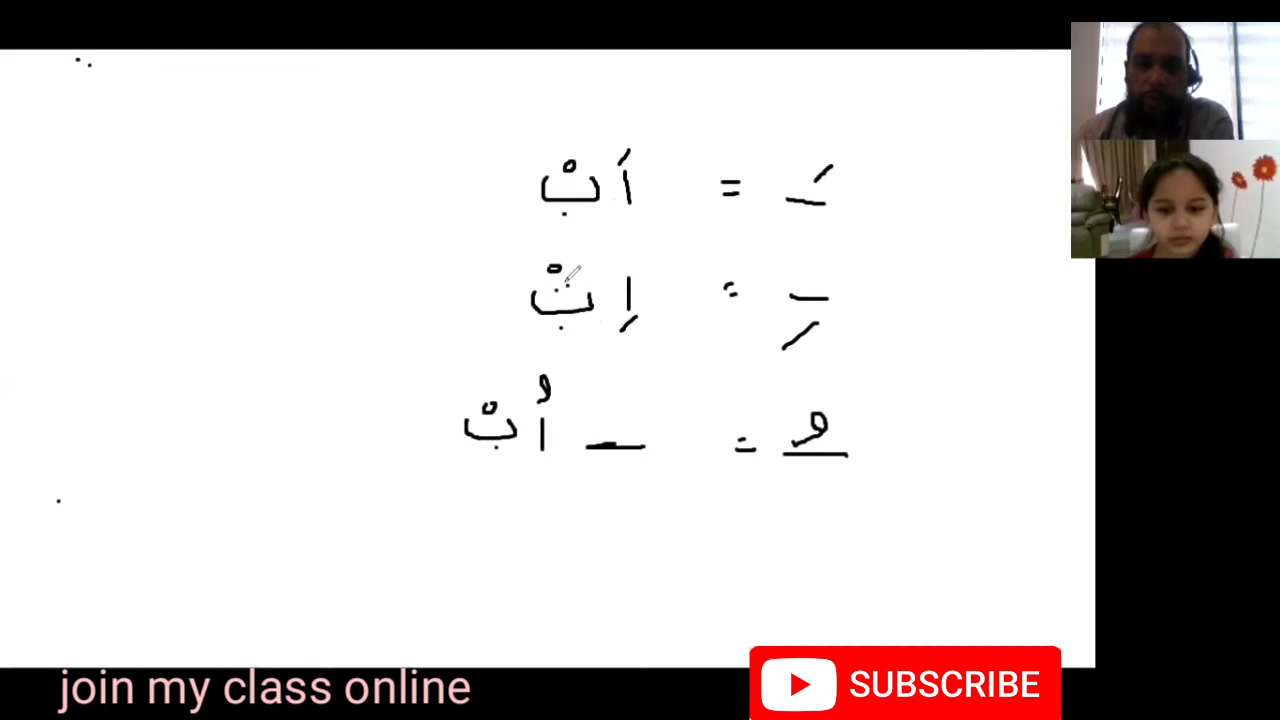 ـَ = اَبْ
ـِ = اِبْ
ـُ = ـ اُبْ
join my class online
SUBSCRIBE